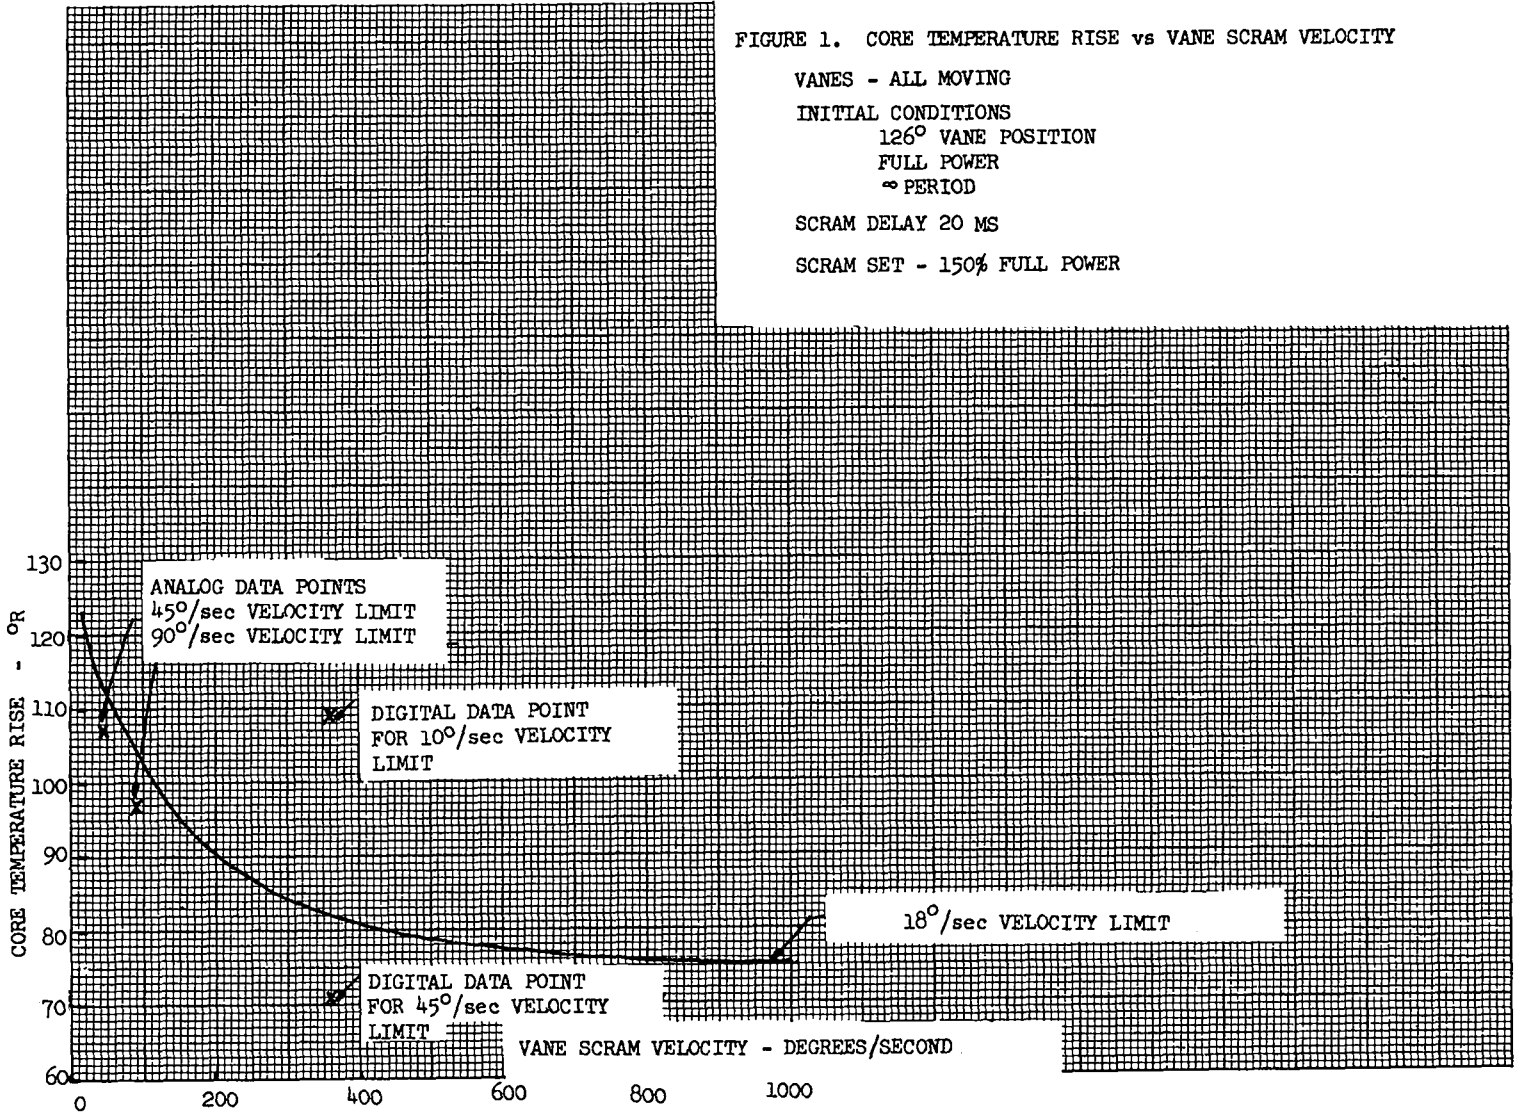 FIGURE 1. CORE TEMPERATURE RISE vs VANE SCRAM VELOCITY
VANES - ALL MOVING
INITIAL CONDITIONS
126° VANE POSITION
FULL POWER
∞ PERIOD
SCRAM DELAY 20 MS
SCRAM SET - 150% FULL POWER
CORE TEMPERATURE RISE - °R
130
120
110
100
90
80
70
60
ANALOG DATA POINTS
45°/sec VELOCITY LIMIT
90°/sec VELOCITY LIMIT
DIGITAL DATA POINT
FOR 10°/sec VELOCITY
LIMIT
18°/sec VELOCITY LIMIT
DIGITAL DATA POINT
FOR 45°/sec VELOCITY
LIMIT
VANE SCRAM VELOCITY - DEGREES/SECOND
0
200
400
600
800
1000